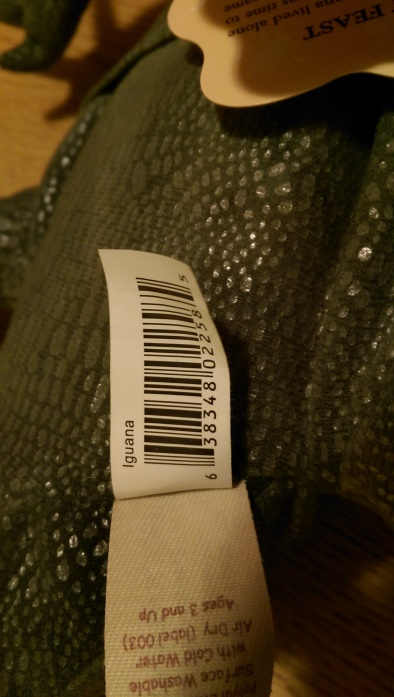 FEAST
lived alone
time to
Iguana
6 38348 02258 5
Surface Washable
with Cold Water
Air Dry (label 003)
Ages 3 and Up